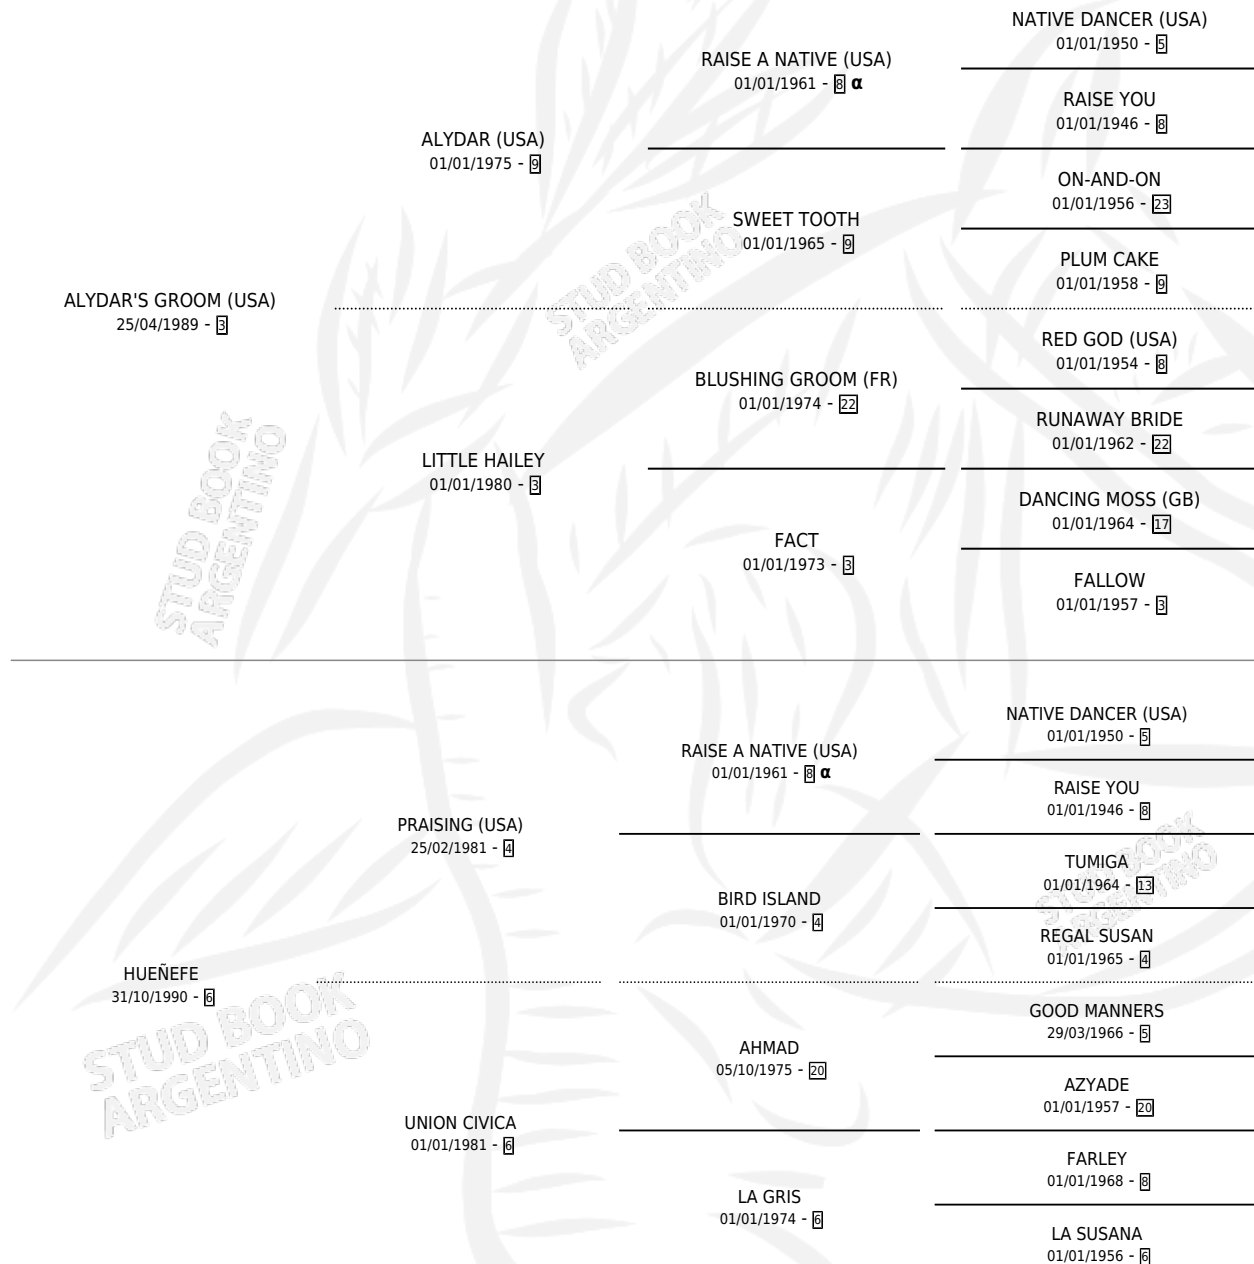 NATIVE DANCER (USA)
01/01/1950 - 5
RAISE A NATIVE (USA)
01/01/1961 - 8 α
RAISE YOU
01/01/1946 - 8
ALYDAR (USA)
01/01/1975 - 9
ON-AND-ON
01/01/1956 - 23
SWEET TOOTH
01/01/1965 - 9
PLUM CAKE
01/01/1958 - 9
ALYDAR'S GROOM (USA)
25/04/1989 - 3
STUD BOOK
ARGENTINO
RED GOD (USA)
01/01/1954 - 8
BLUSHING GROOM (FR)
01/01/1974 - 22
RUNAWAY BRIDE
01/01/1962 - 22
LITTLE HAILEY
01/01/1980 - 3
DANCING MOSS (GB)
01/01/1964 - 17
FACT
01/01/1973 - 3
FALLOW
01/01/1957 - 3
STUD BOOK
ARGENTINO
NATIVE DANCER (USA)
01/01/1950 - 5
RAISE A NATIVE (USA)
01/01/1961 - 8 α
RAISE YOU
01/01/1946 - 8
PRAISING (USA)
25/02/1981 - 4
TUMIGA
01/01/1964 - 13
BIRD ISLAND
01/01/1970 - 4
REGAL SUSAN
01/01/1965 - 4
STUD BOOK
ARGENTINO
HUEÑEFE
31/10/1990 - 6
STUD BOOK
ARGENTINO
GOOD MANNERS
29/03/1966 - 5
AHMAD
05/10/1975 - 20
AZYADE
01/01/1957 - 20
UNION CIVICA
01/01/1981 - 6
FARLEY
01/01/1968 - 8
LA GRIS
01/01/1974 - 6
LA SUSANA
01/01/1956 - 6